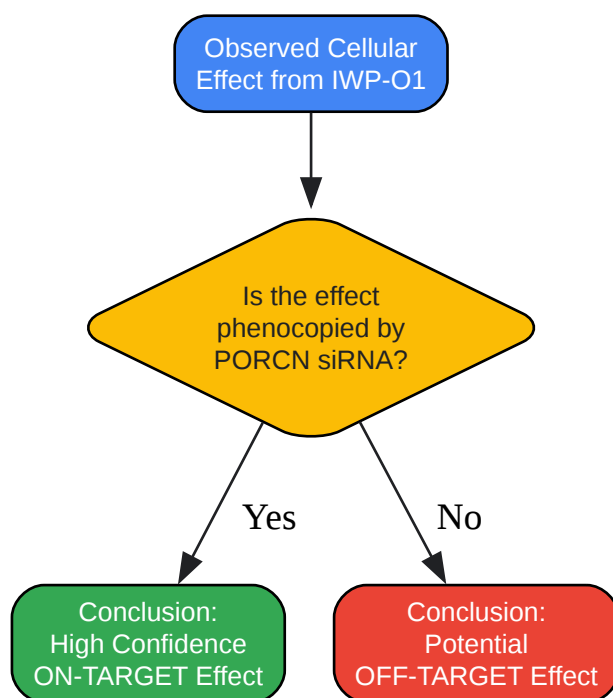 Observed Cellular
Effect from IWP-O1
Is the effect
phenocopied by
PORCN siRNA?
Yes
No
Conclusion:
High Confidence
ON-TARGET Effect
Conclusion:
Potential
OFF-TARGET Effect